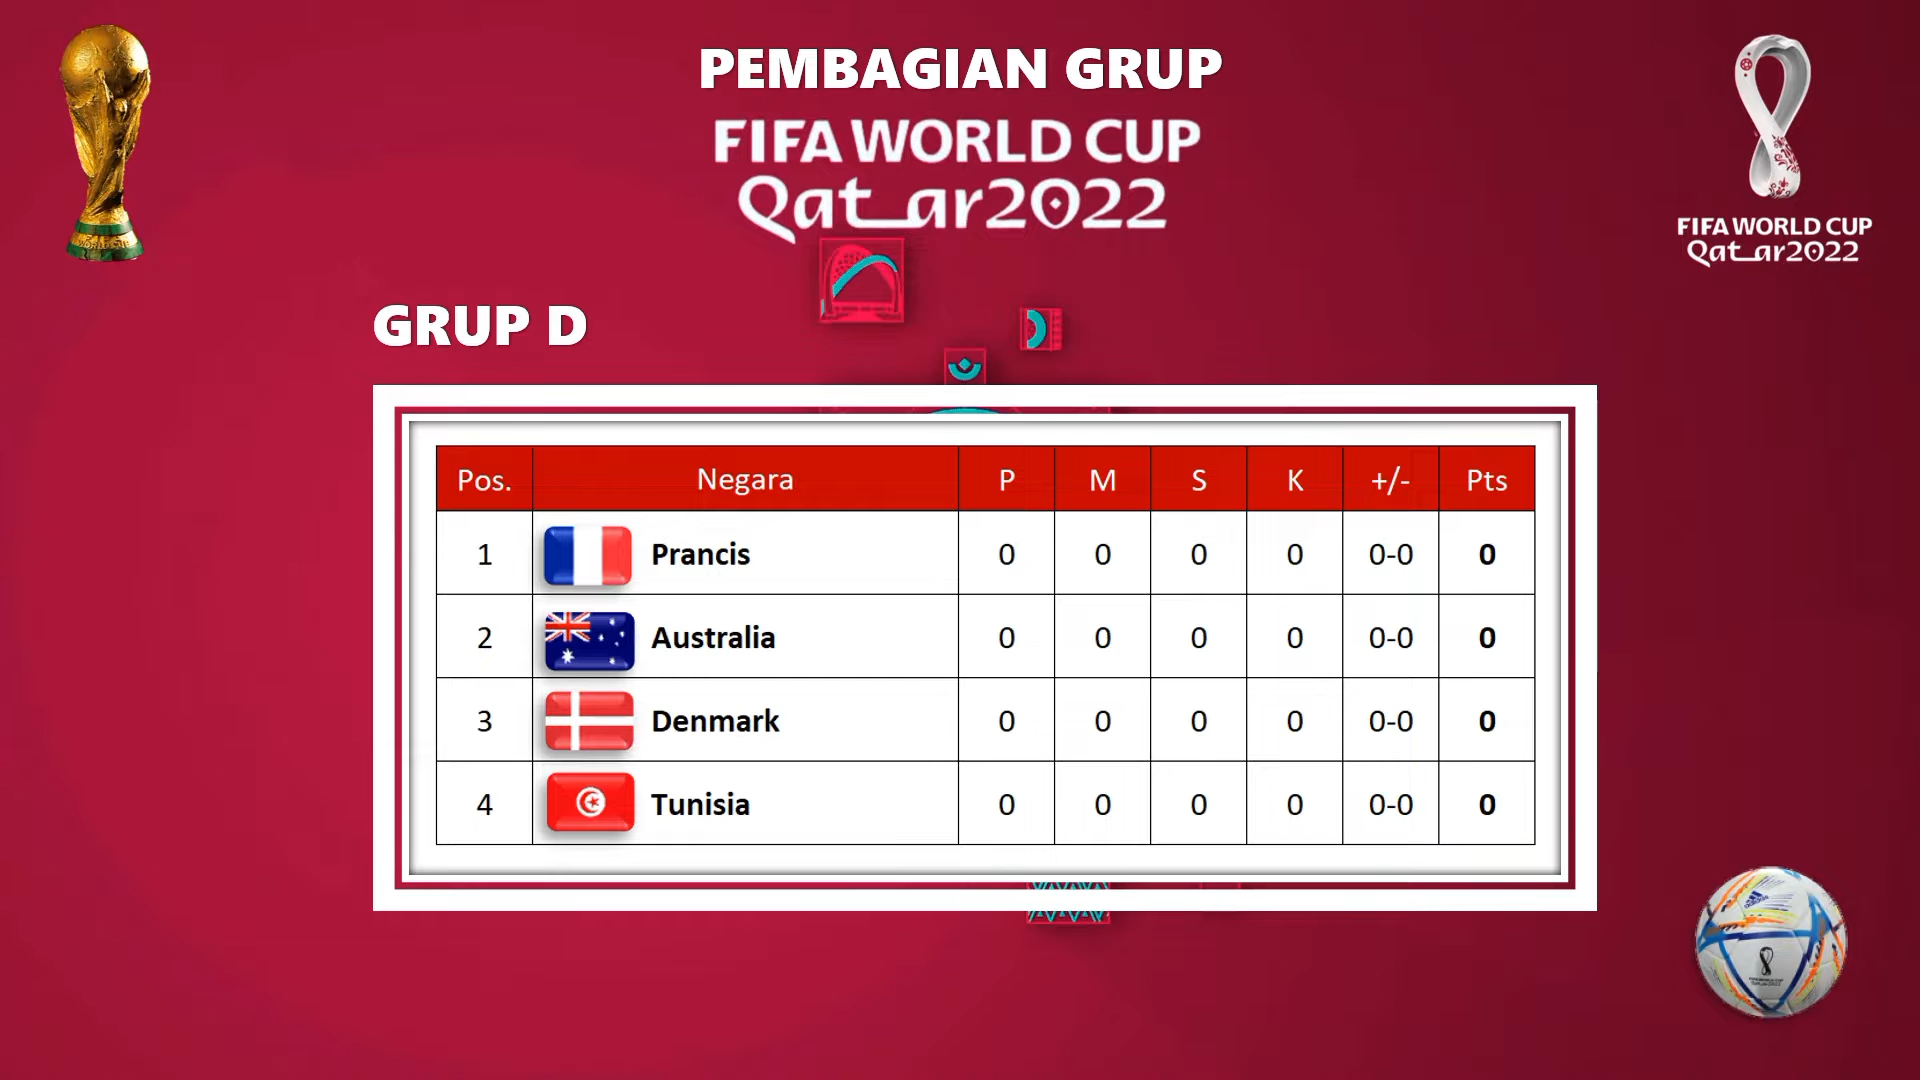 PEMBAGIAN GRUP
FIFA WORLD CUP
Qatar2022
FIFA WORLD CUP
Qatar2022
GRUP D
Pos. Negara P M S K +/- Pts
1 Prancis 0 0 0 0 0-0 0
2 Australia 0 0 0 0 0-0 0
3 Denmark 0 0 0 0 0-0 0
4 Tunisia 0 0 0 0 0-0 0